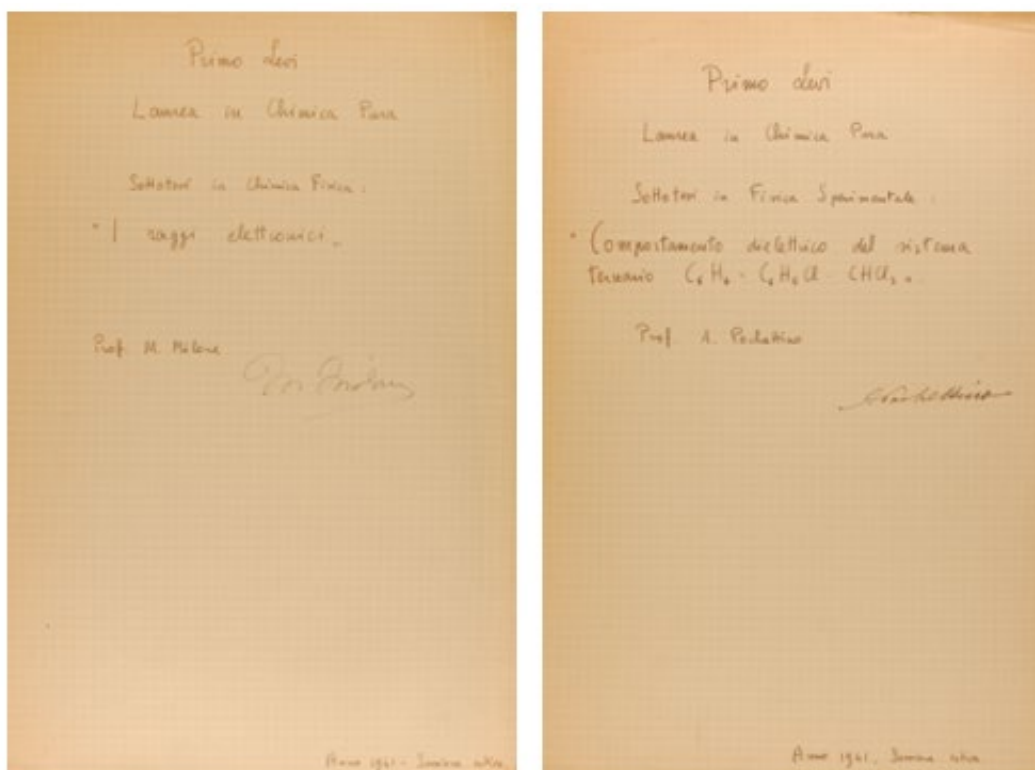 Primo Levi
Laurea in Chimica Pura
Sottotesi in Chimica Fisica:
"I raggi elettronici.
Prof. M. Milone
Anno 1941 - Sessione estiva.
Primo Levi
Laurea in Chimica Pura
Sottotesi in Fisica Sperimentale:
"Comportamento dielettrico del sistema
ternario C₆H₆ - C₆H₅Cl - CHCl₃".
Prof. A. Pochettino
Anno 1941. Sessione estiva